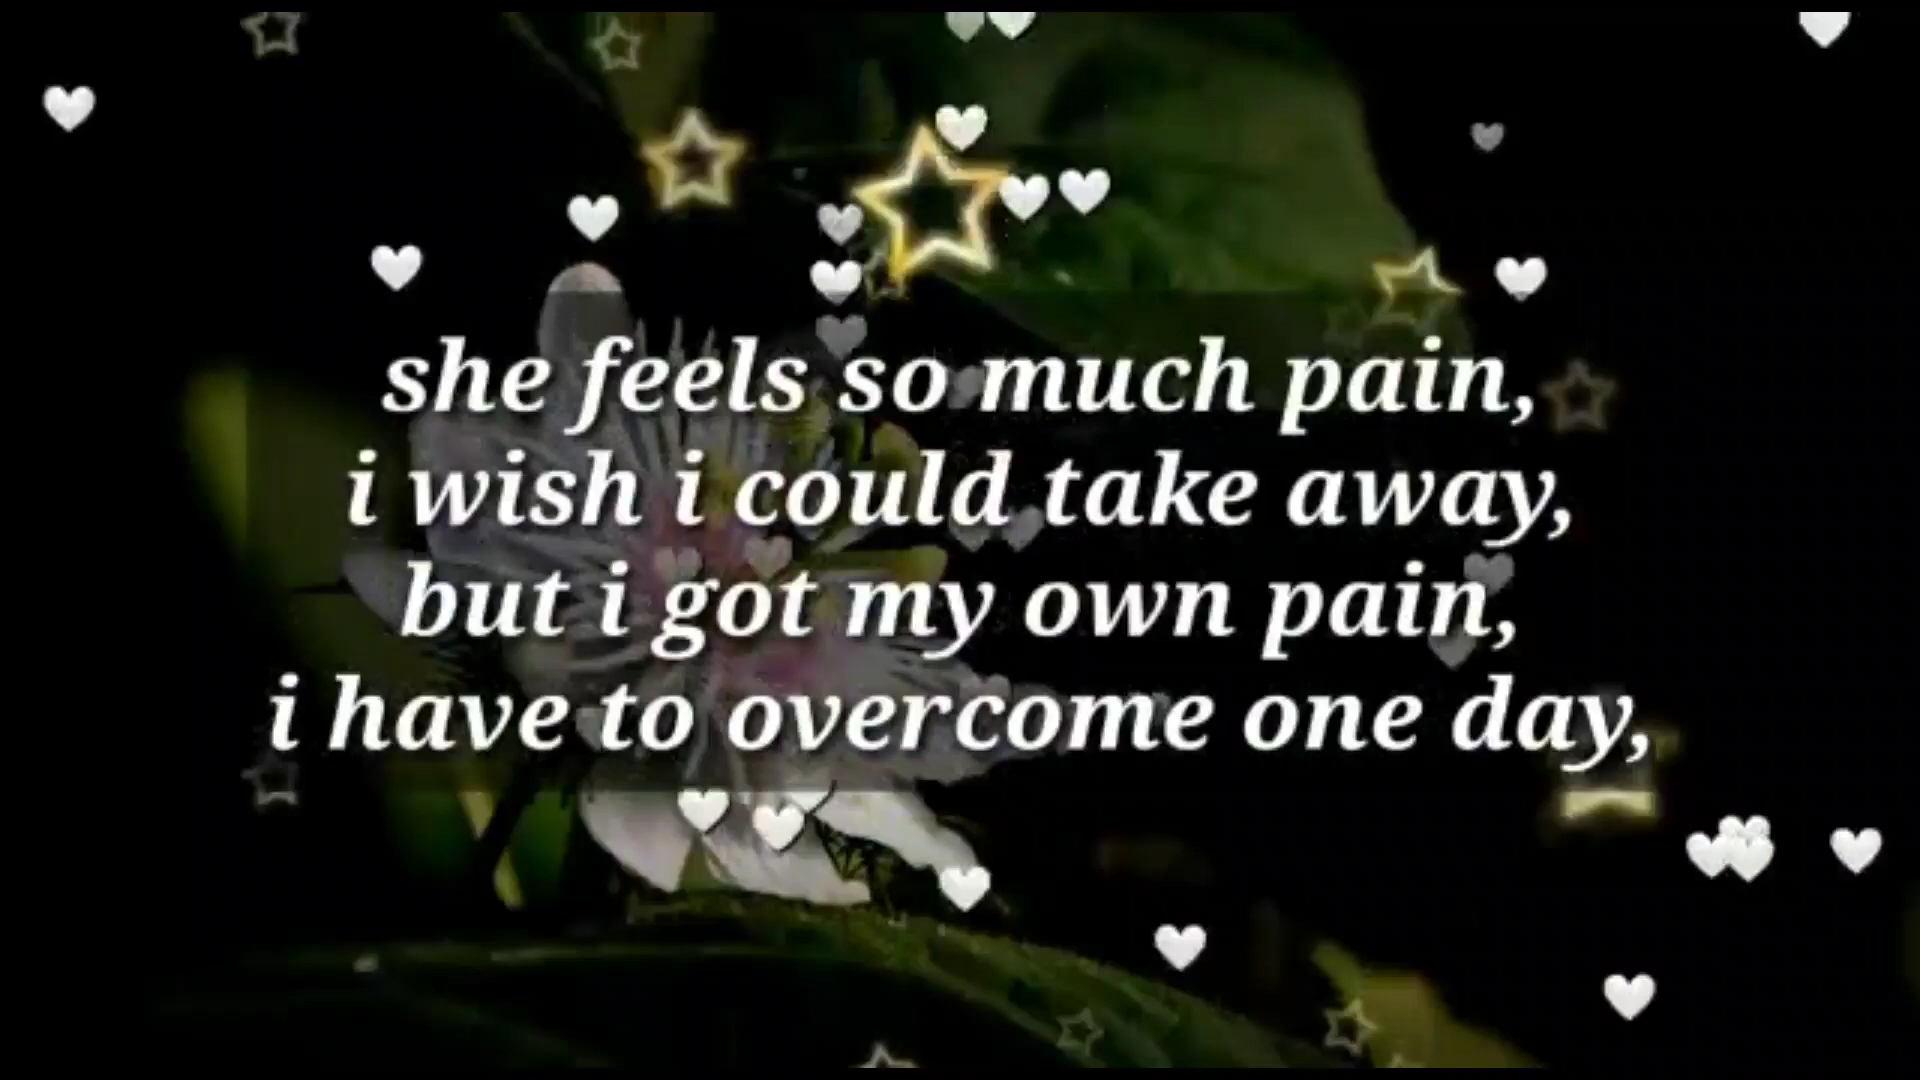 she feels so much pain,
i wish i could take away,
but i got my own pain,
i have to overcome one day,